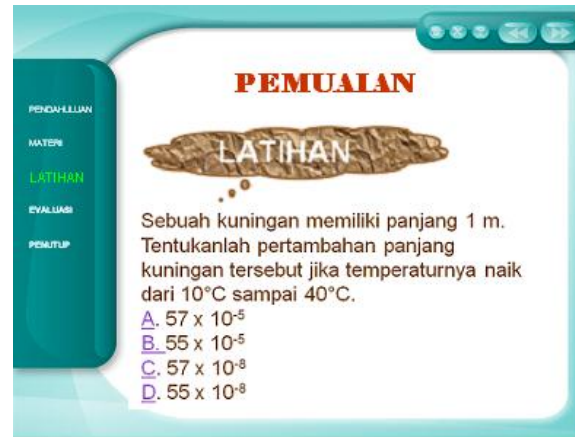 PENDAHULUAN
MATERI
LATIHAN
EVALUASI
PENUTUP
PEMUAIAN
LATIHAN
Sebuah kuningan memiliki panjang 1 m.
Tentukanlah pertambahan panjang
kuningan tersebut jika temperaturnya naik
dari 10°C sampai 40°C.
A. 57 x 10⁻⁵
B. 55 x 10⁻⁵
C. 57 x 10⁻⁸
D. 55 x 10⁻⁸